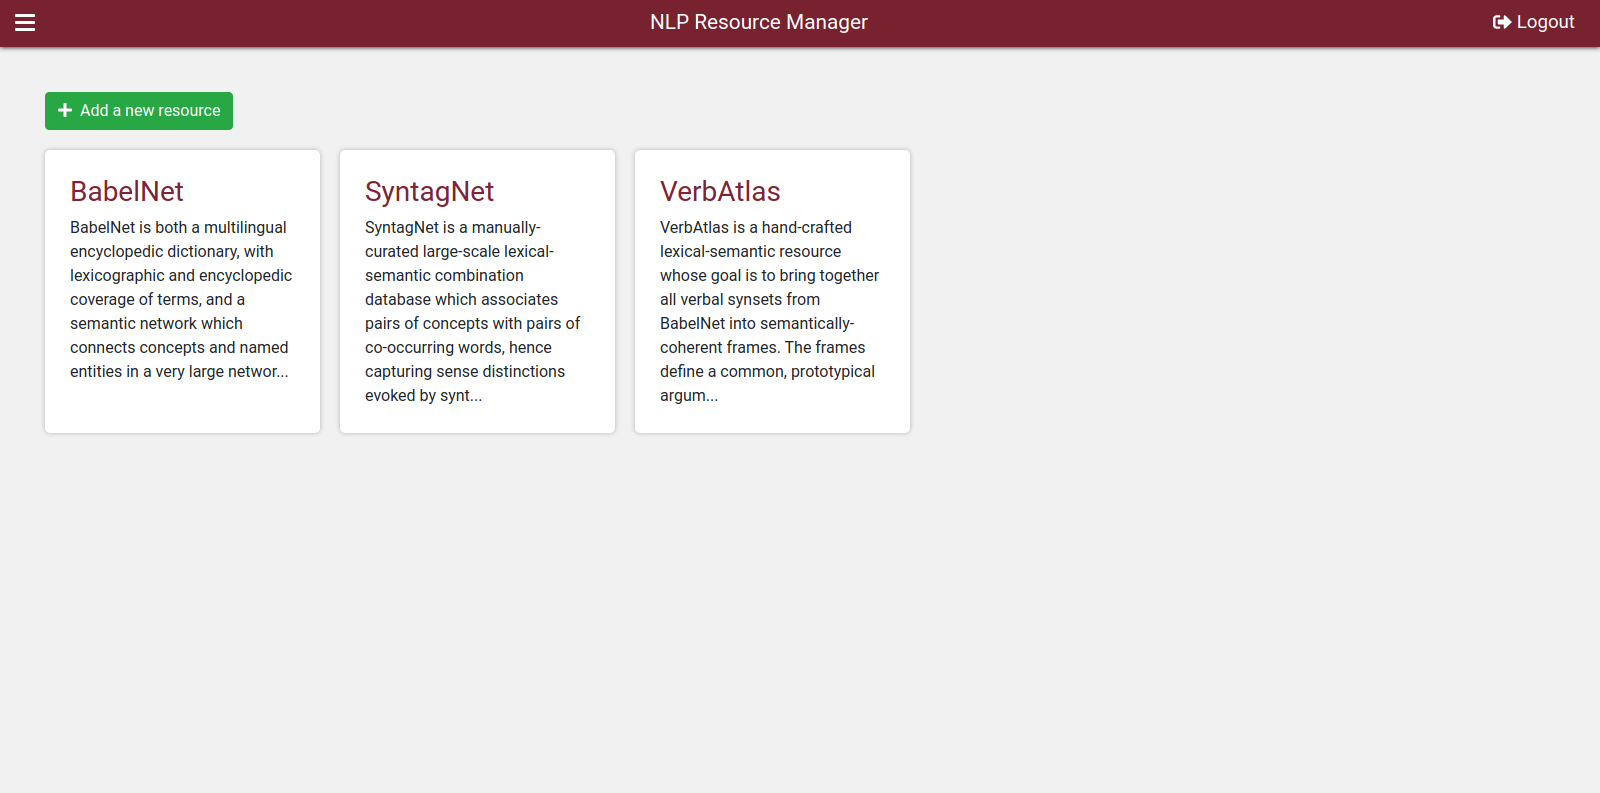 NLP Resource Manager
Logout
Add a new resource
BabelNet
BabelNet is both a multilingual
encyclopedic dictionary, with
lexicographic and encyclopedic
coverage of terms, and a
semantic network which
connects concepts and named
entities in a very large networ...
SyntagNet
SyntagNet is a manually-
curated large-scale lexical-
semantic combination
database which associates
pairs of concepts with pairs of
co-occurring words, hence
capturing sense distinctions
evoked by synt...
VerbAtlas
VerbAtlas is a hand-crafted
lexical-semantic resource
whose goal is to bring together
all verbal synsets from
BabelNet into semantically-
coherent frames. The frames
define a common, prototypical
argum...